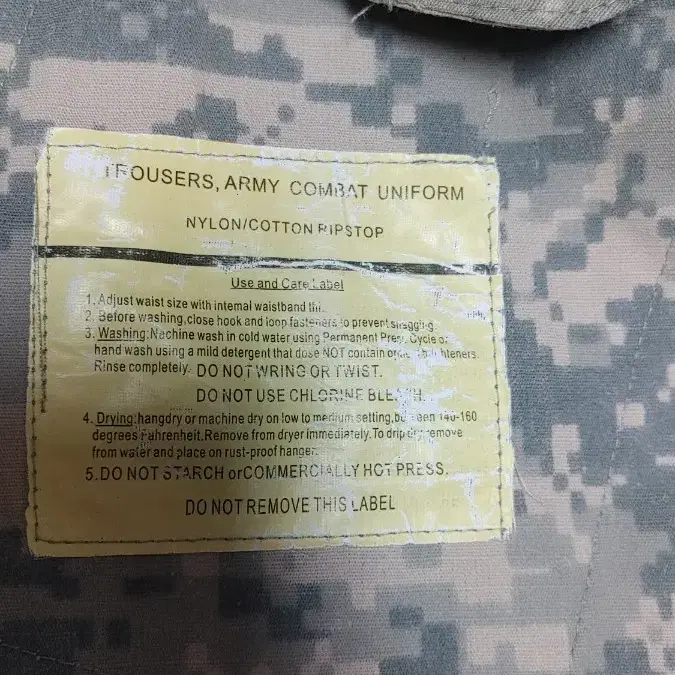 TROUSERS, ARMY COMBAT UNIFORM
NYLON/COTTON RIPSTOP
Use and Care Label
1. Adjust waist size with internal waistband
2. Before washing,close hook and loop fasteners to prevent
3. Washing:Nachine wash in cold water using Permanent Press Cycle or
hand wash using a mild detergent that dose NOT contain
Rinse completely. DO NOT WRING OR TWIST.
DO NOT USE CHLORINE BLEACH.
4. Drying:hangdry or machine dry on low to medium setting,between 140-160
degrees Fahrenheit.Remove from dryer immediately.To drip dry remove
from water and place on rust-proof hanger.
5.DO NOT STARCH orCOMMERCIALLY HOT PRESS.
DO NOT REMOVE THIS LABEL